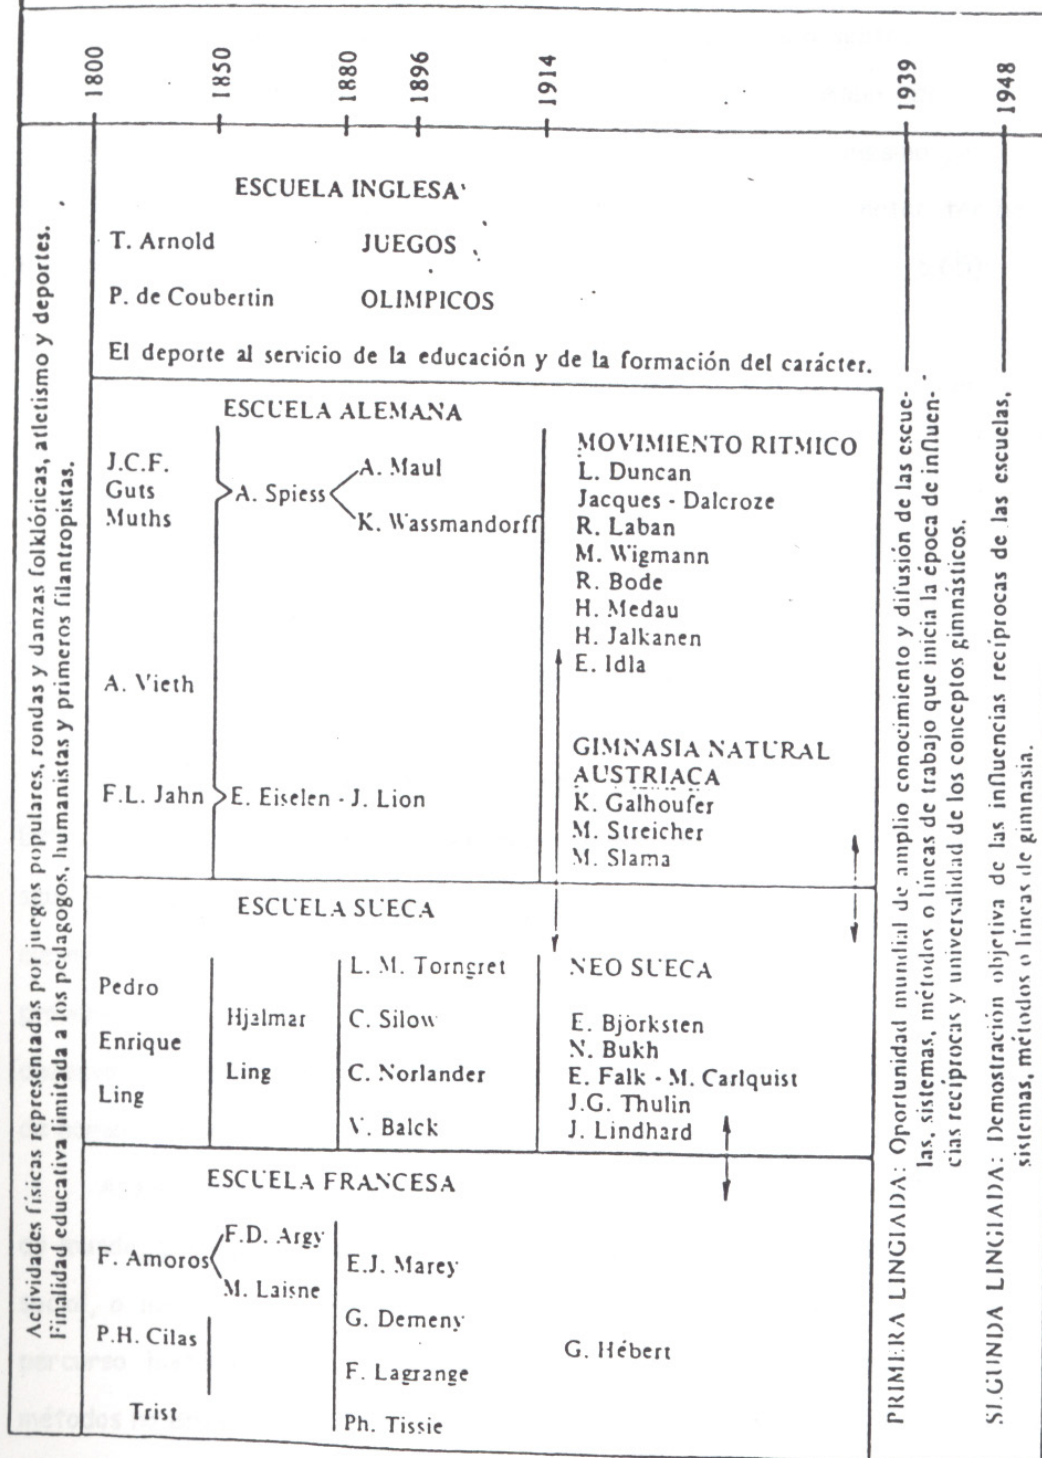 1800
1850
1880
1896
1914
1939
1948
Actividades físicas representadas por juegos populares, rondas y danzas folklóricas, atletismo y deportes.
Finalidad educativa limitada a los pedagogos, humanistas y primeros filantropistas.
ESCUELA INGLESA
T. Arnold JUEGOS
P. de Coubertin OLIMPICOS
El deporte al servicio de la educación y de la formación del carácter.
ESCUELA ALEMANA
J.C.F.
Guts
Muths
A. Spiess
A. Maul
K. Wassmandorff
A. Vieth
F.L. Jahn
E. Eiselen - J. Lion
MOVIMIENTO RITMICO
L. Duncan
Jacques - Dalcroze
R. Laban
M. Wigmann
R. Bode
H. Medau
H. Jalkanen
E. Idla
GIMNASIA NATURAL
AUSTRIACA
K. Galhoufer
M. Streicher
M. Slama
ESCUELA SUECA
Pedro
Enrique
Ling
Hjalmar
Ling
L. M. Torngret
C. Silow
C. Norlander
V. Balck
NEO SUECA
E. Björksten
N. Bukh
E. Falk - M. Carlquist
J.G. Thulin
J. Lindhard
ESCUELA FRANCESA
F. Amoros
F.D. Argy
M. Laisne
P.H. Cilas
Trist
E.J. Marey
G. Demeny
F. Lagrange
Ph. Tissie
G. Hébert
PRIMERA LINGIADA: Oportunidad mundial de amplio conocimiento y difusión de las escue-
las, sistemas, métodos o líneas de trabajo que inicia la época de influen-
cias recíprocas y universalidad de los conceptos gimnásticos.
SEGUNDA LINGIADA: Demostración objetiva de las influencias recíprocas de las escuelas,
sistemas, métodos o líneas de gimnasia.